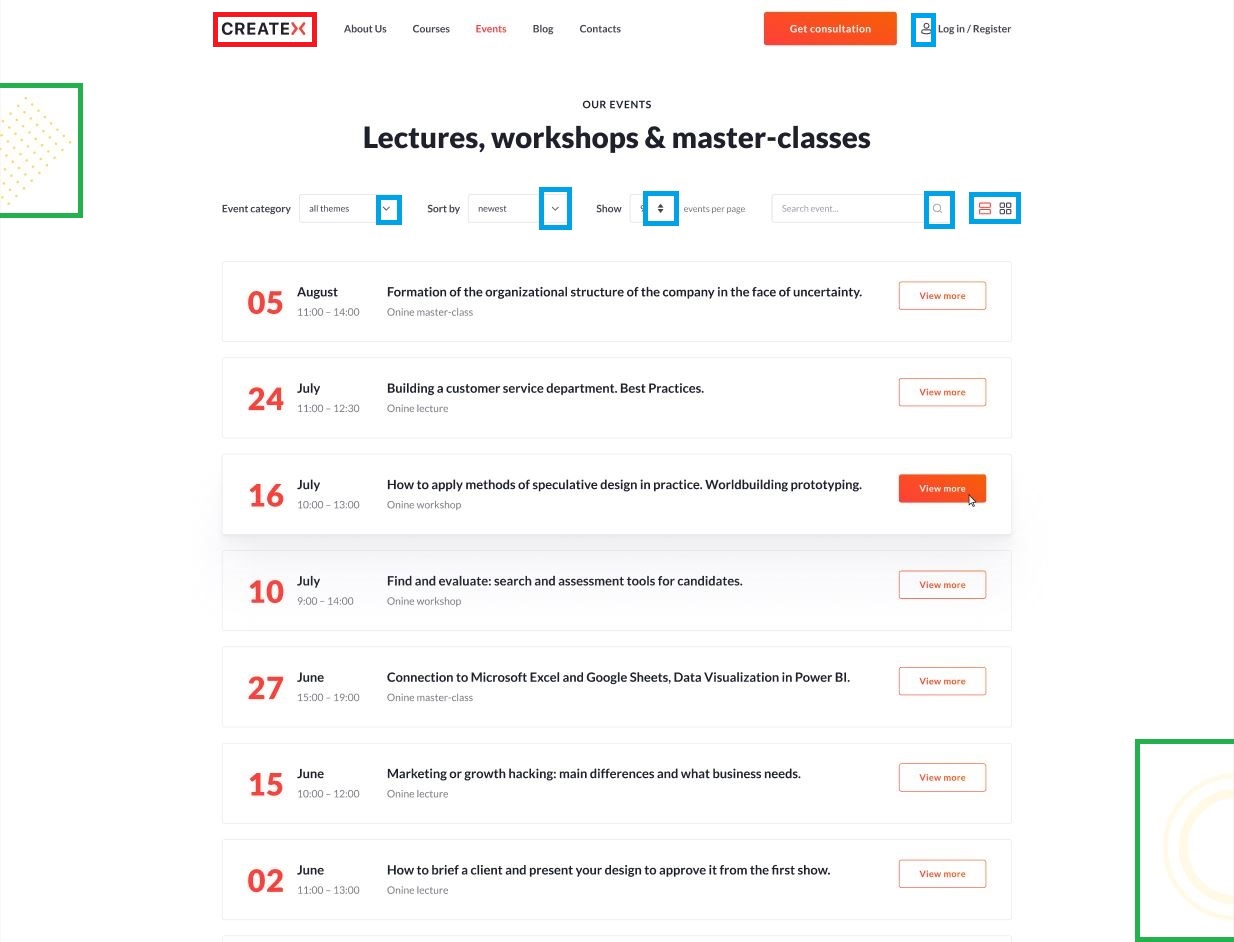 CREATEX
About Us
Courses
Events
Blog
Contacts
Get consultation
Log in / Register
OUR EVENTS
Lectures, workshops & master-classes
Event category
all themes
Sort by
newest
Show
events per page
Search event...
05
August
11:00 – 14:00
Formation of the organizational structure of the company in the face of uncertainty.
Onine master-class
View more
24
July
11:00 – 12:30
Building a customer service department. Best Practices.
Onine lecture
View more
16
July
10:00 – 13:00
How to apply methods of speculative design in practice. Worldbuilding prototyping.
Onine workshop
View more
10
July
9:00 – 14:00
Find and evaluate: search and assessment tools for candidates.
Onine workshop
View more
27
June
15:00 – 19:00
Connection to Microsoft Excel and Google Sheets, Data Visualization in Power BI.
Onine master-class
View more
15
June
10:00 – 12:00
Marketing or growth hacking: main differences and what business needs.
Onine lecture
View more
02
June
11:00 – 13:00
How to brief a client and present your design to approve it from the first show.
Onine lecture
View more